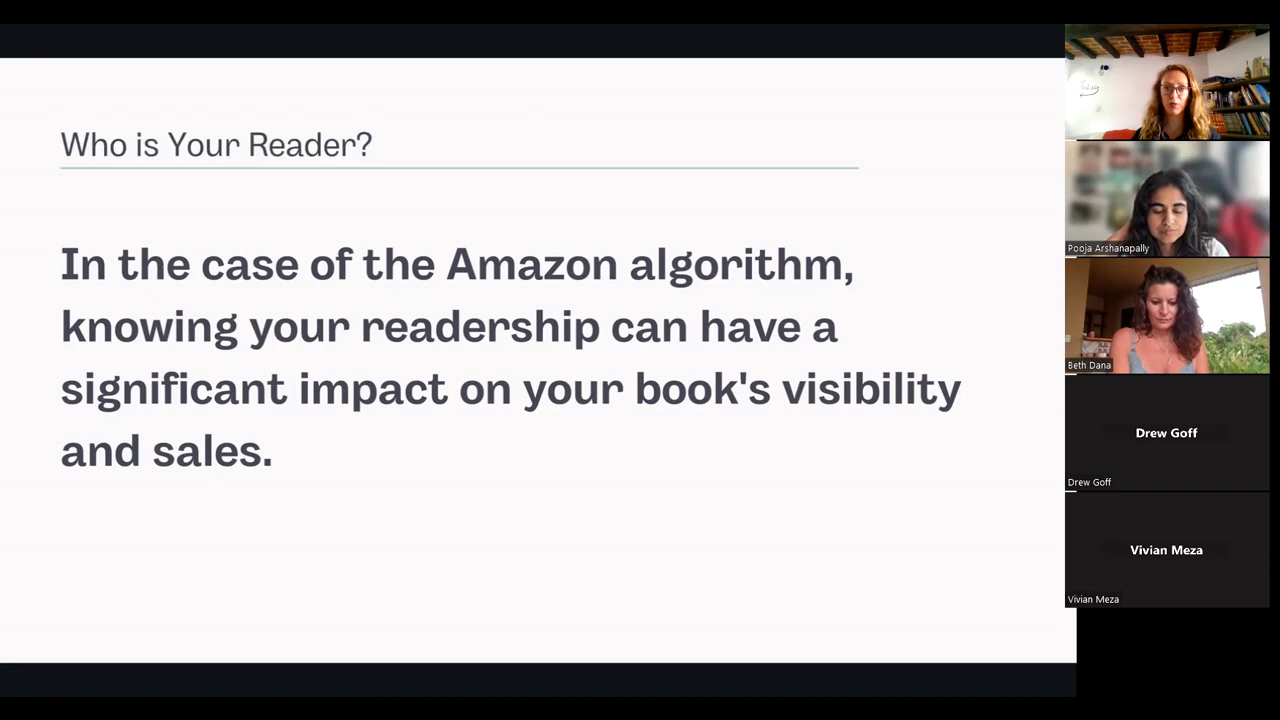 Who is Your Reader?
In the case of the Amazon algorithm,
knowing your readership can have a
significant impact on your book's visibility
and sales.
Pooja Arshanapally
Beth Dana
Drew Goff
Drew Goff
Vivian Meza
Vivian Meza